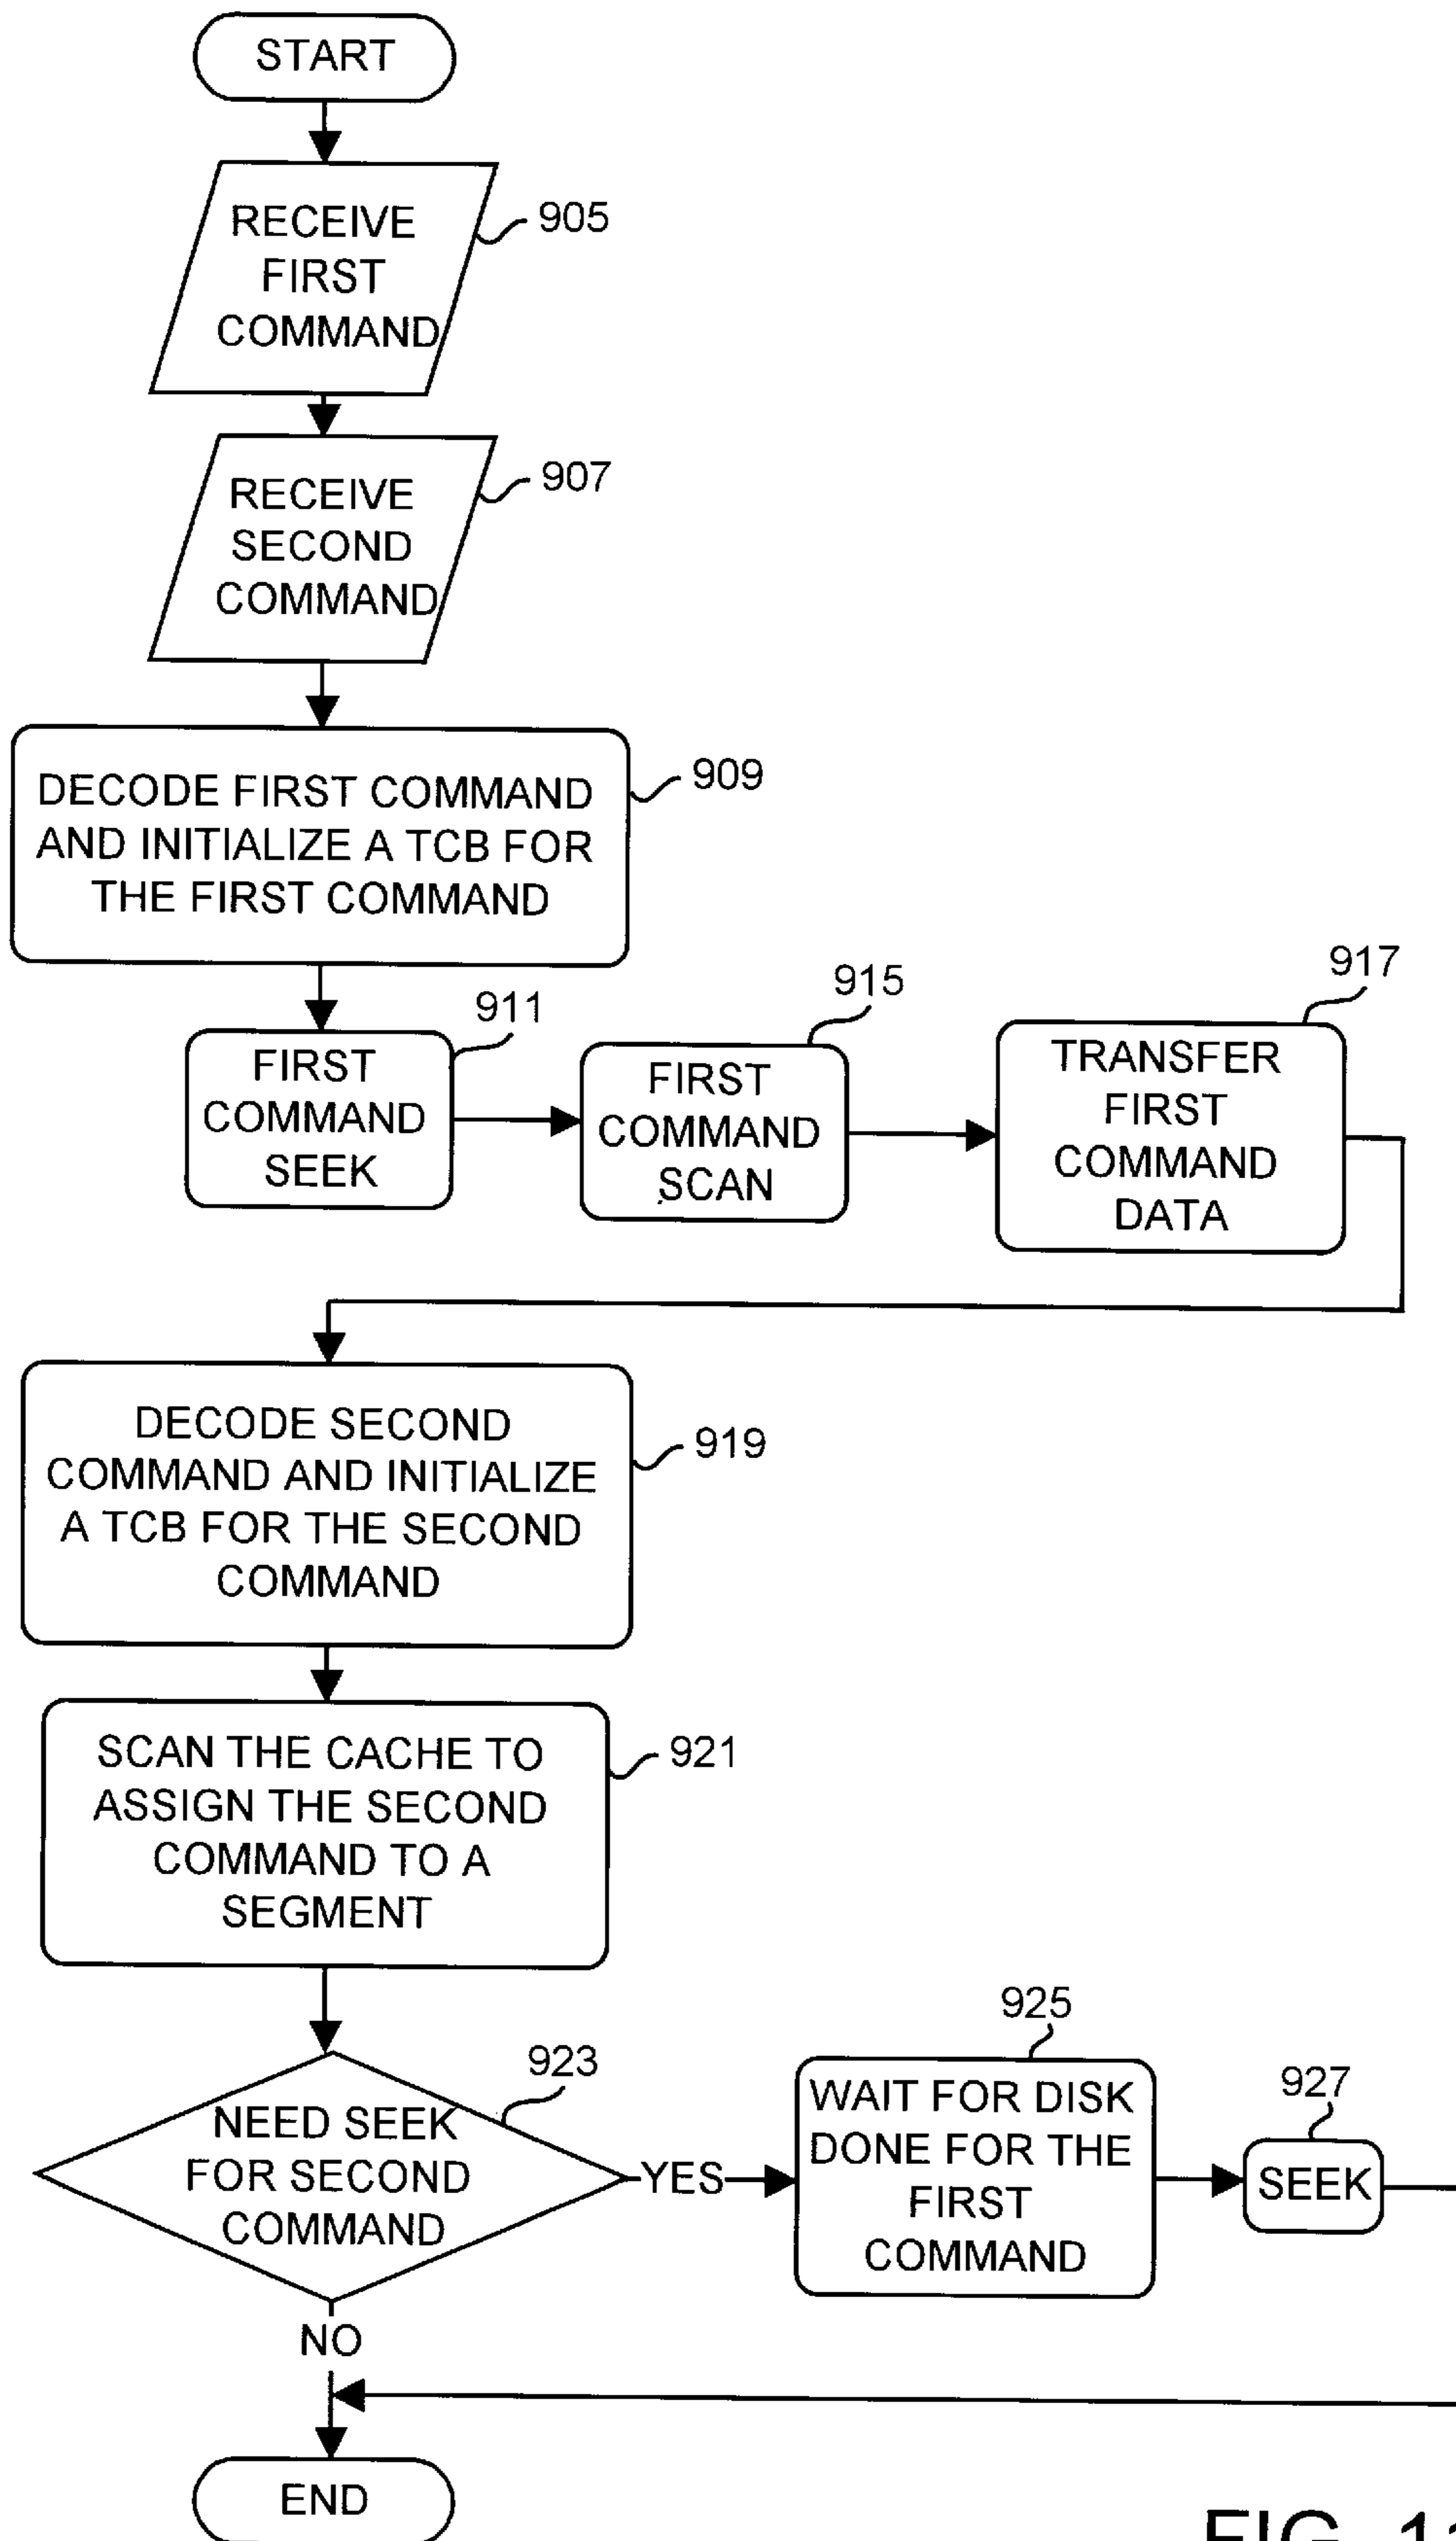 START
RECEIVE
FIRST
COMMAND
905
RECEIVE
SECOND
COMMAND
907
DECODE FIRST COMMAND
AND INITIALIZE A TCB FOR
THE FIRST COMMAND
909
FIRST
COMMAND
SEEK
911
FIRST
COMMAND
SCAN
915
TRANSFER
FIRST
COMMAND
DATA
917
DECODE SECOND
COMMAND AND INITIALIZE
A TCB FOR THE SECOND
COMMAND
919
SCAN THE CACHE TO
ASSIGN THE SECOND
COMMAND TO A
SEGMENT
921
NEED SEEK
FOR SECOND
COMMAND
923
YES
WAIT FOR DISK
DONE FOR THE
FIRST
COMMAND
925
SEEK
927
NO
END
FIG.